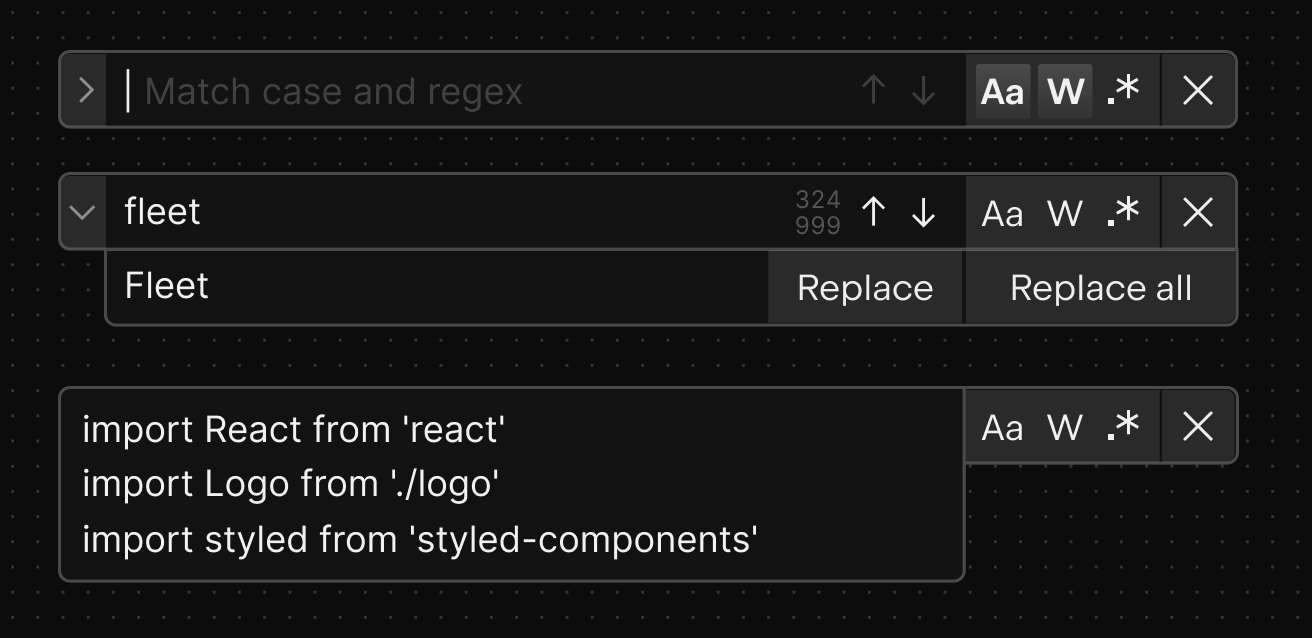 Match case and regex Aa W .*
fleet 324 999 Aa W .*
Fleet Replace Replace all
import React from 'react' Aa W .*
import Logo from './logo'
import styled from 'styled-components'